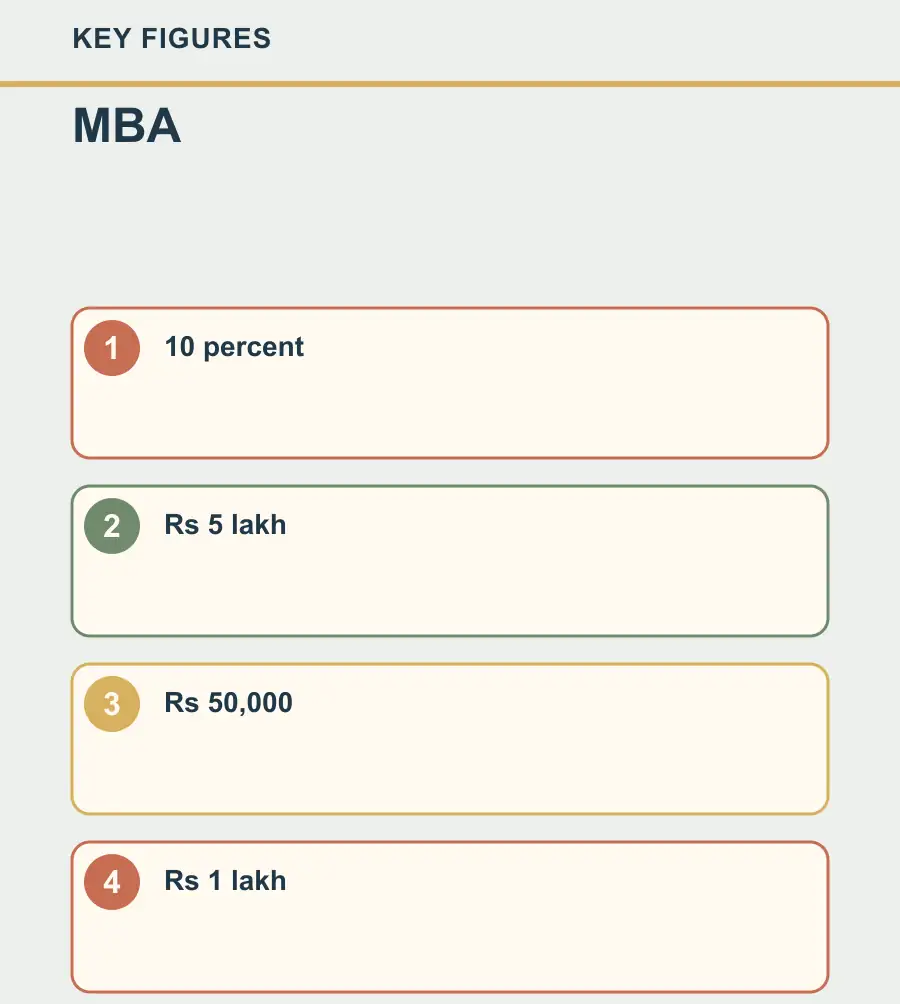 KEY FIGURES
MBA
1 10 percent
2 Rs 5 lakh
3 Rs 50,000
4 Rs 1 lakh